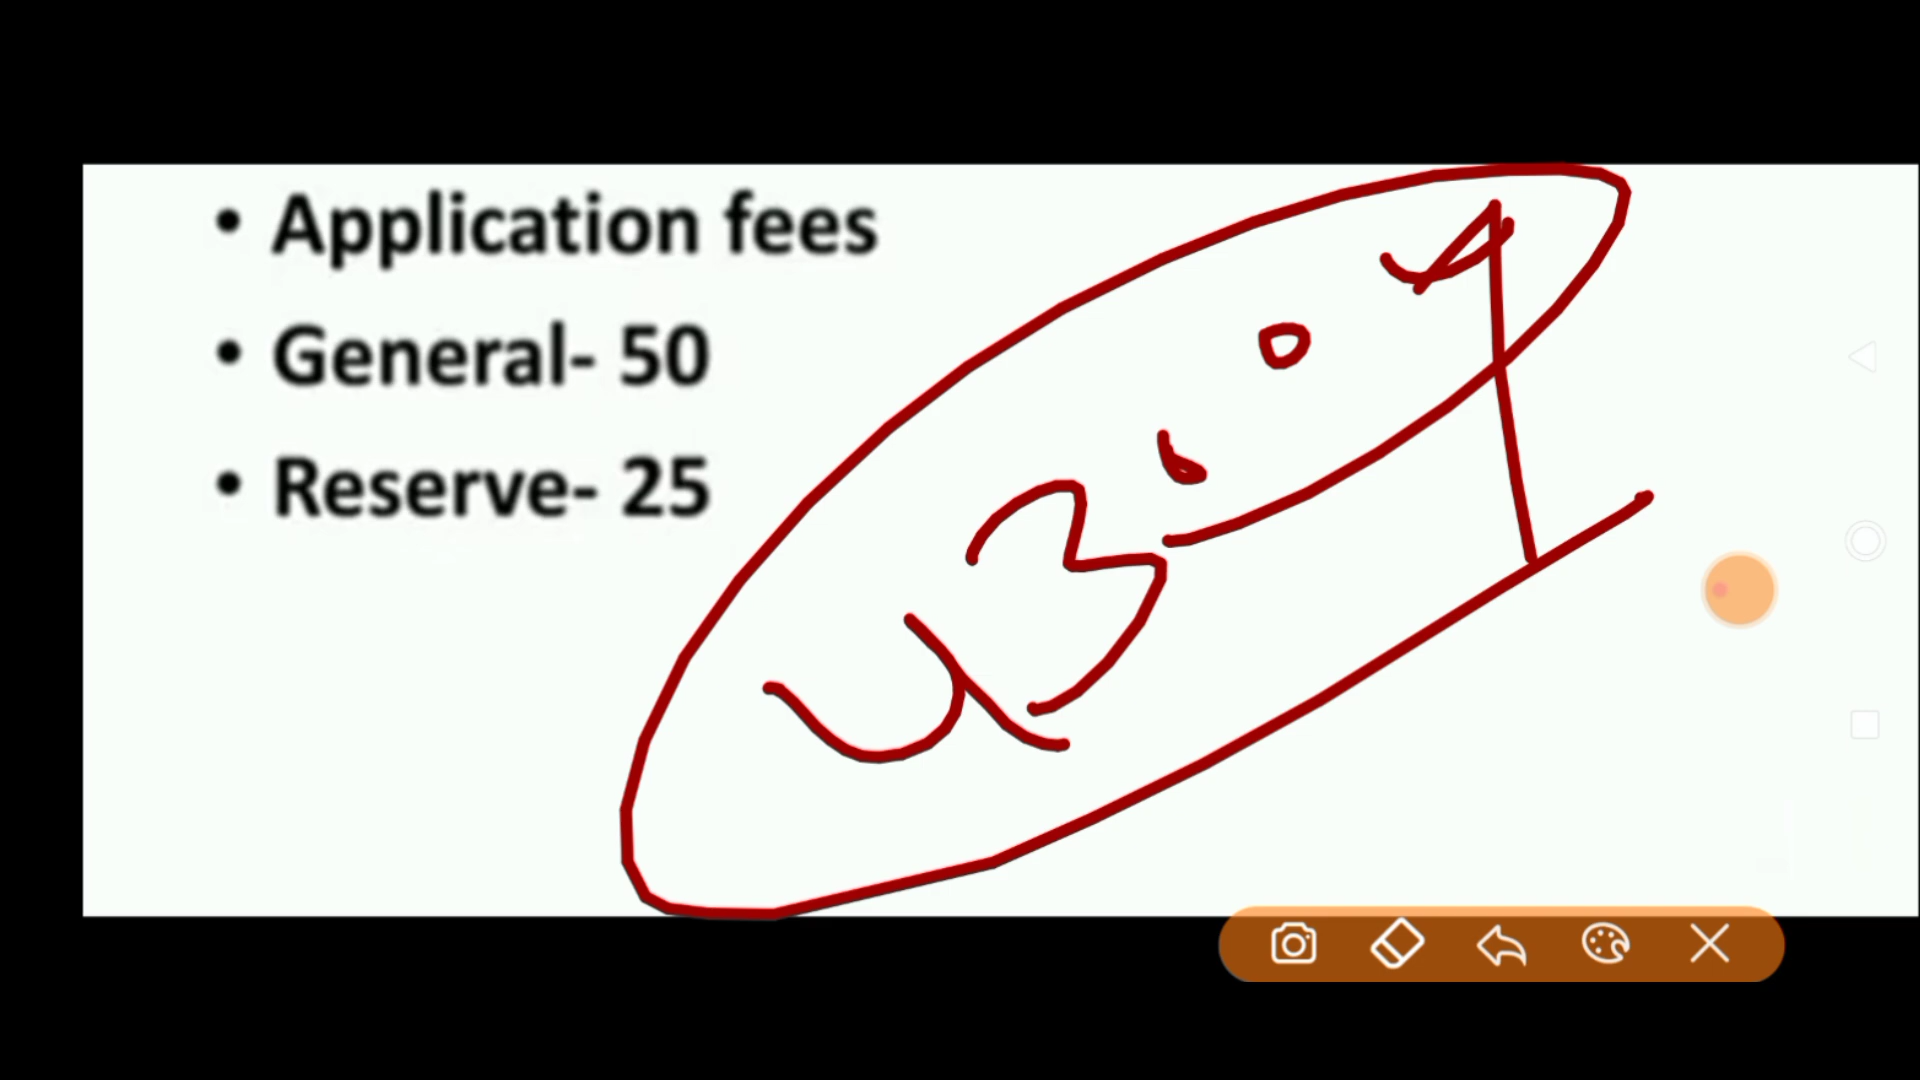 • Application fees
• General- 50
• Reserve- 25